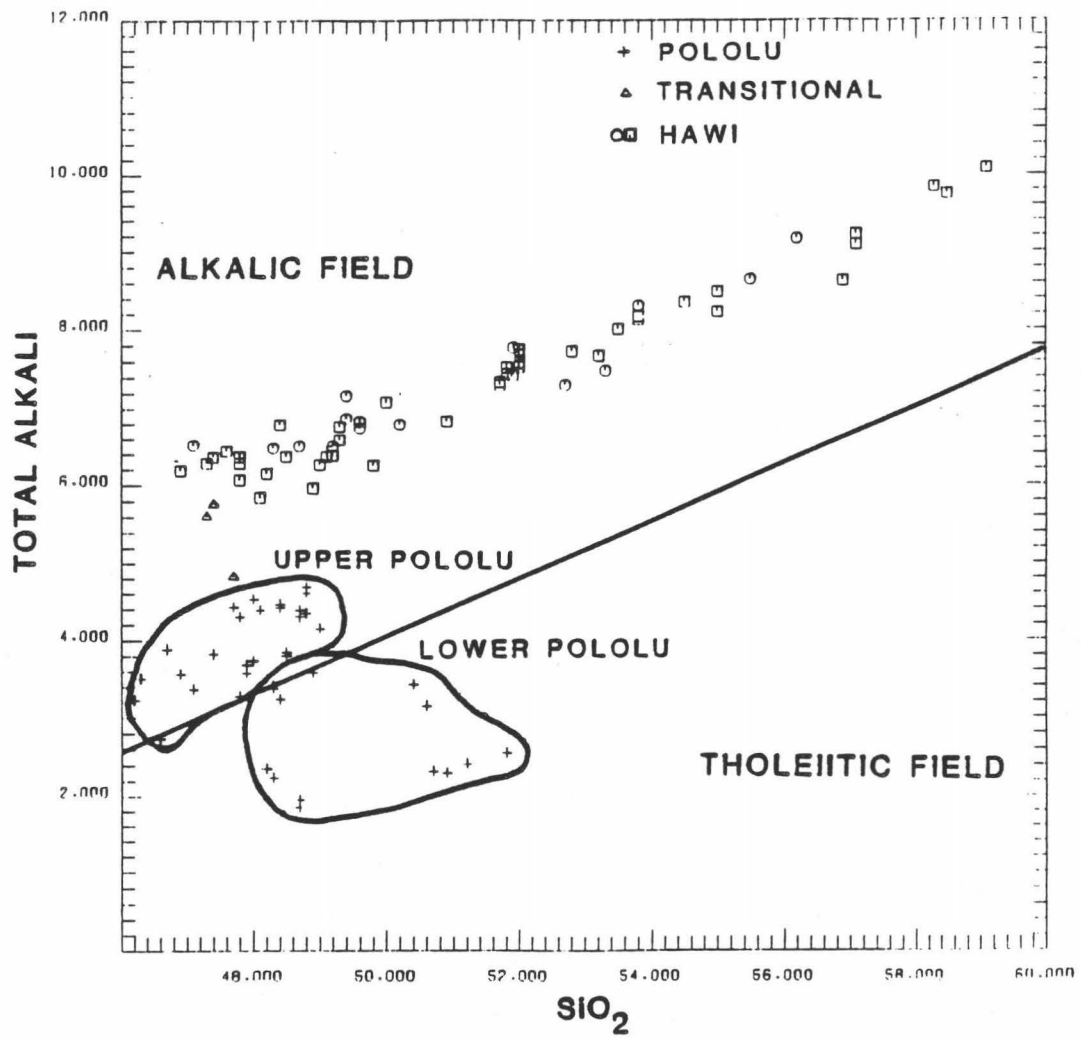 12.000
+ POLOLU
△ TRANSITIONAL
HAWI
10.000
ALKALIC FIELD
8.000
TOTAL ALKALI
6.000
UPPER POLOLU
4.000
LOWER POLOLU
THOLEIITIC FIELD
2.000
48.000 50.000 52.000 54.000 56.000 58.000 60.000
SiO₂